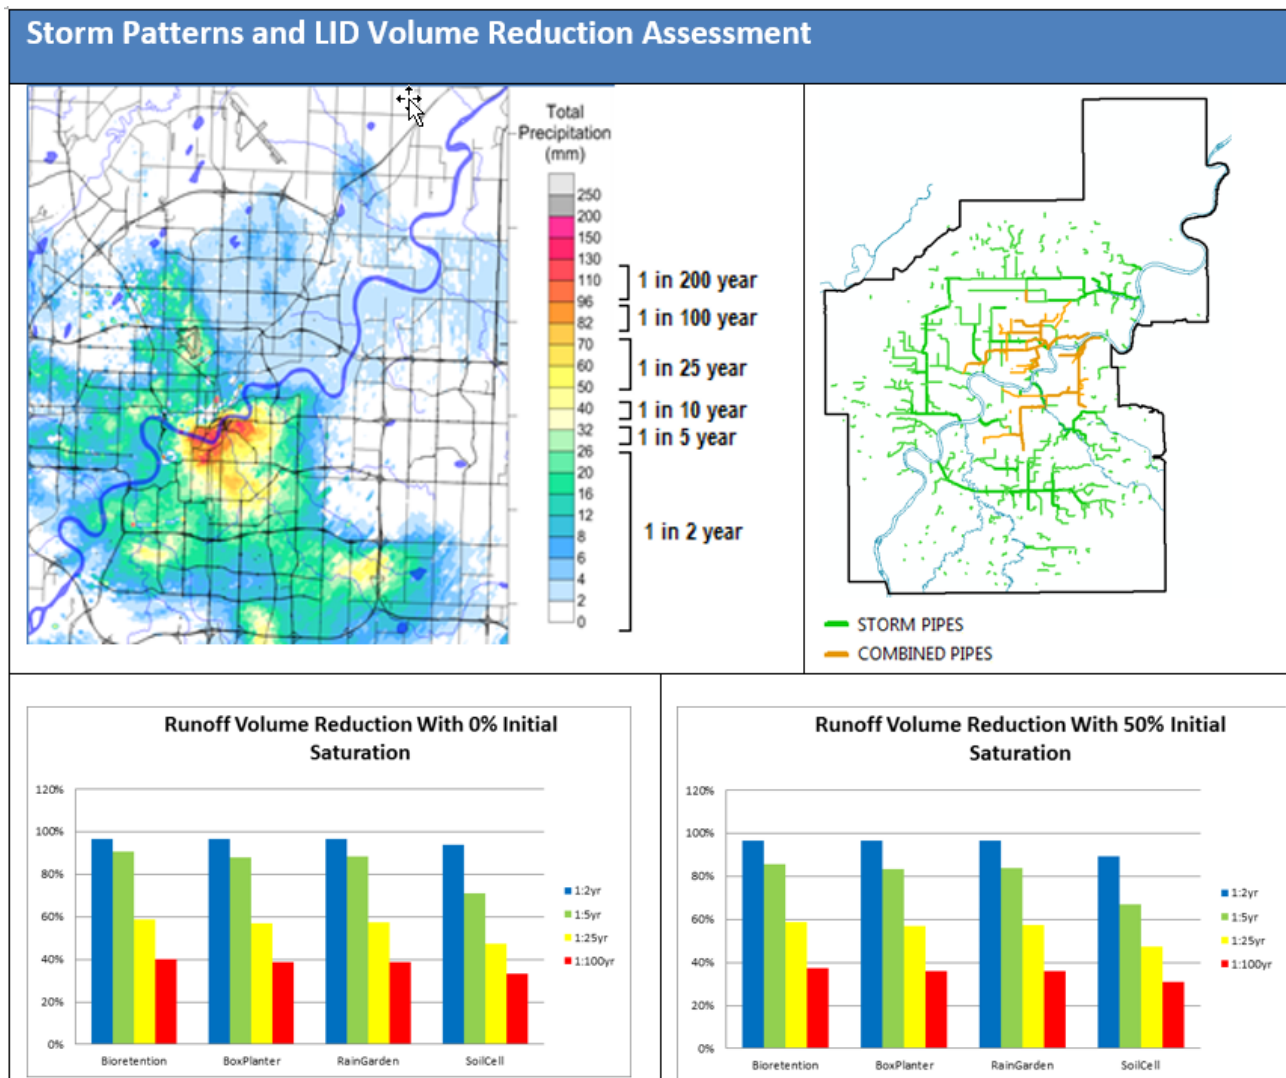 Storm Patterns and LID Volume Reduction Assessment
Total
Precipitation
(mm)
250
200
150
130
110
96
82
70
60
50
40
32
26
20
16
12
8
6
4
2
0
1 in 200 year
1 in 100 year
1 in 25 year
1 in 10 year
1 in 5 year
1 in 2 year
STORM PIPES
COMBINED PIPES
Runoff Volume Reduction With 0% Initial
Saturation
120%
100%
80%
60%
40%
20%
0%
Bioretention
BoxPlanter
RainGarden
SoilCell
1:2yr
1:5yr
1:25yr
1:100yr
Runoff Volume Reduction With 50% Initial
Saturation
120%
100%
80%
60%
40%
20%
0%
Bioretention
BoxPlanter
RainGarden
SoilCell
1:2yr
1:5yr
1:25yr
1:100yr